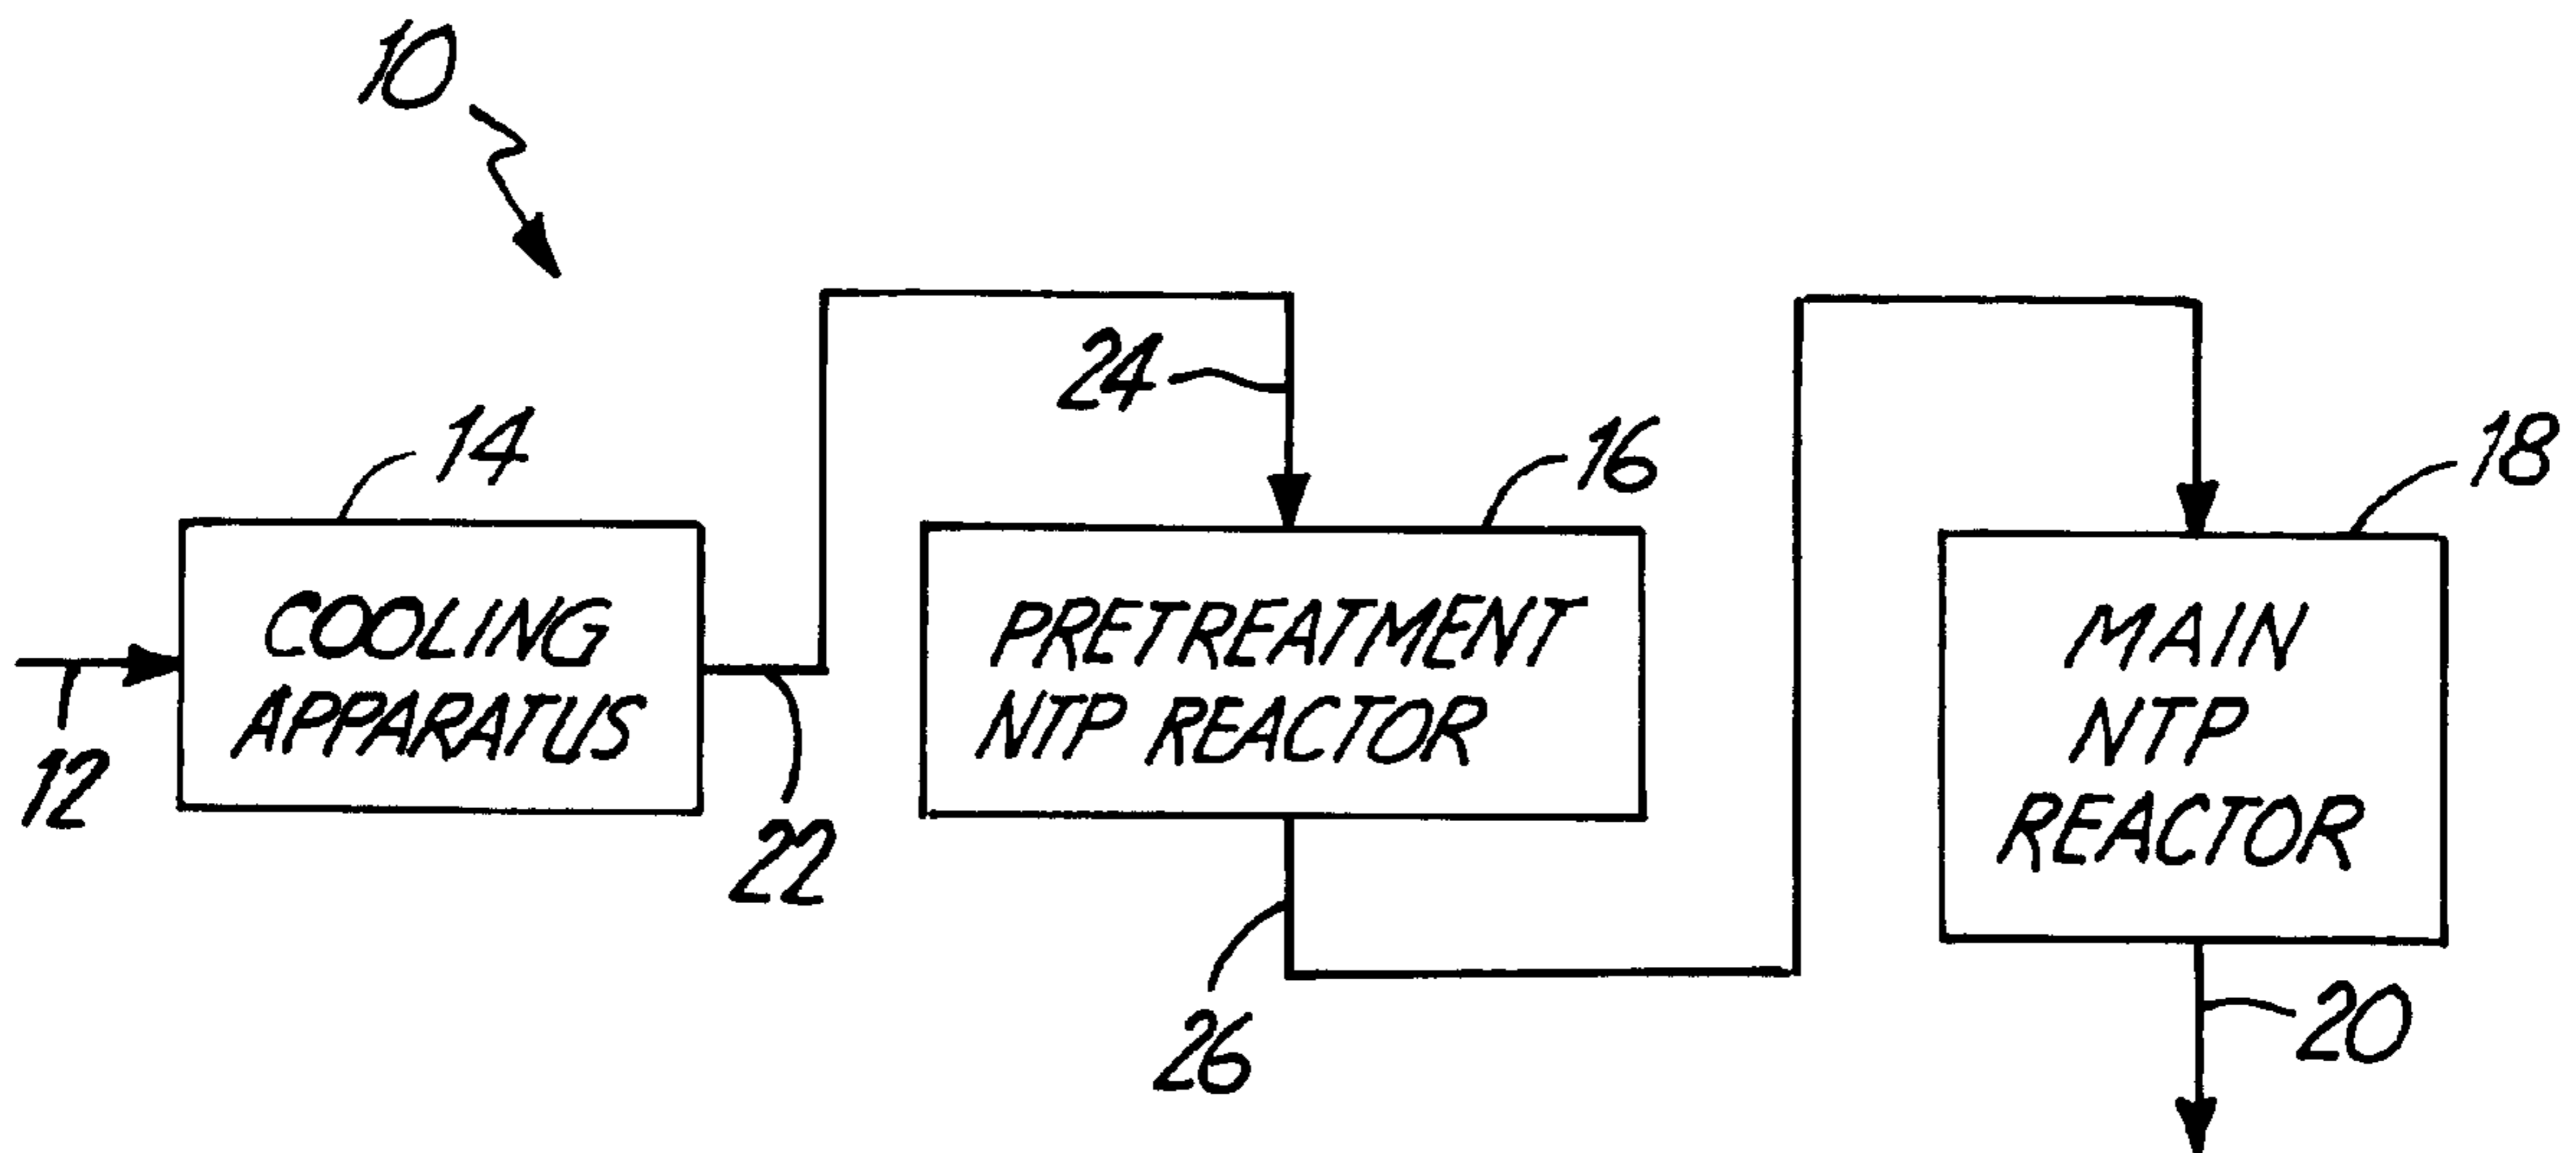 10
24
14
16
18
COOLING
APPARATUS
PRETREATMENT
NTP REACTOR
MAIN
NTP
REACTOR
12
22
26
20